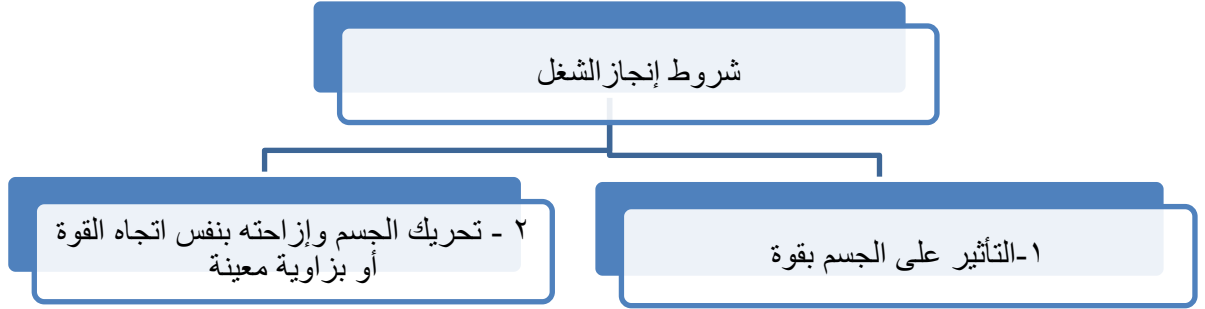 شروط إنجازالشغل
١-التأثير على الجسم بقوة
٢ - تحريك الجسم وإزاحته بنفس اتجاه القوة
أو بزاوية معينة